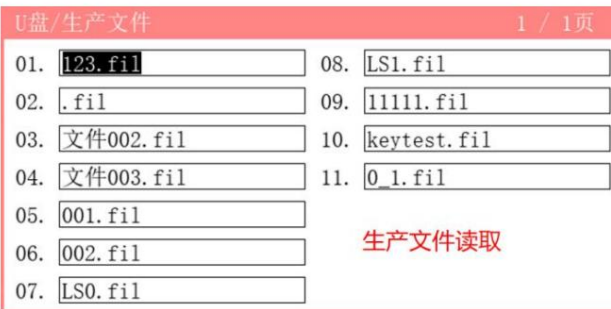 U盘/生产文件 1 / 1页
01. 123.fil
02. .fil
03. 文件002.fil
04. 文件003.fil
05. 001.fil
06. 002.fil
07. LS0.fil
08. LS1.fil
09. 11111.fil
10. keytest.fil
11. 0_1.fil
生产文件读取